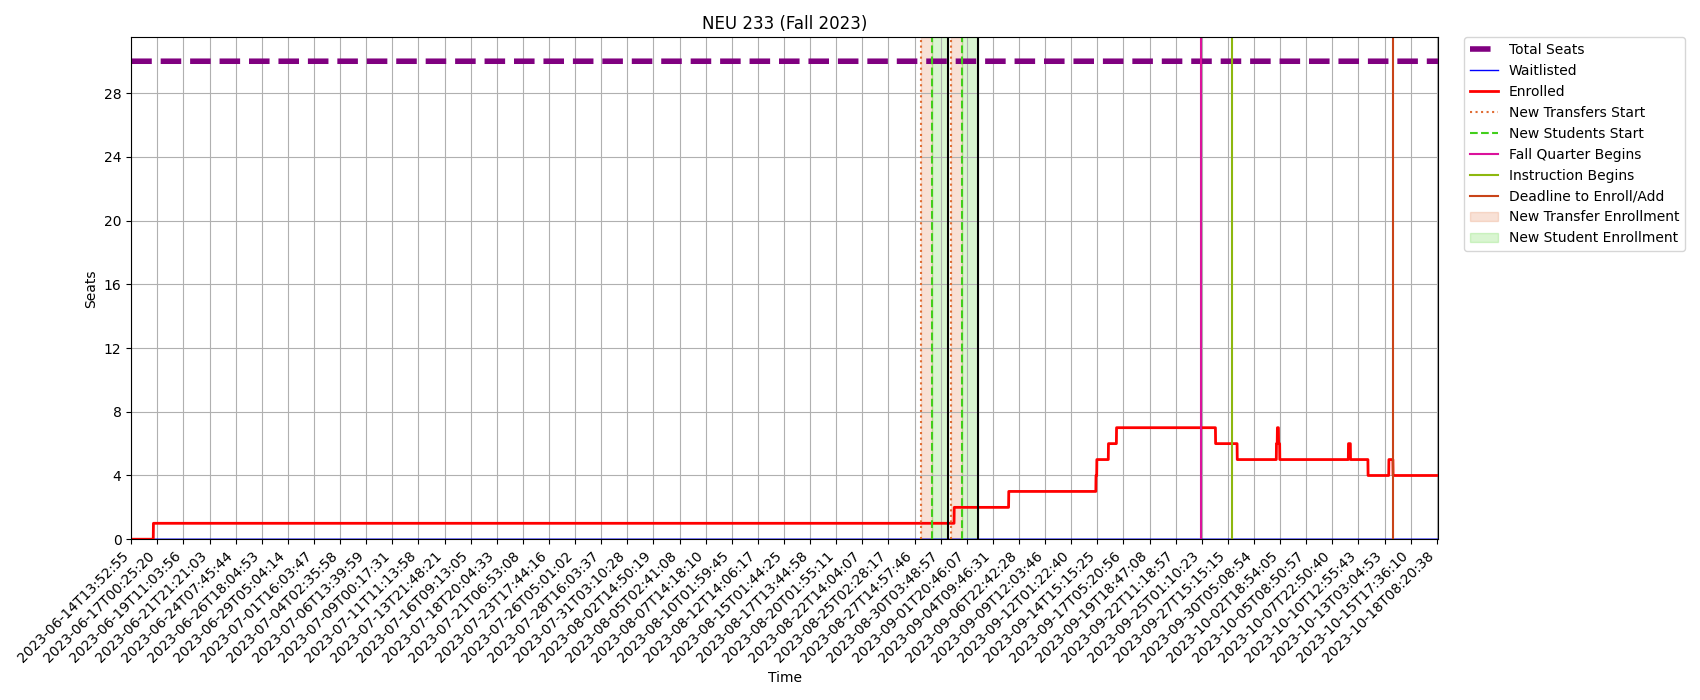 NEU 233 (Fall 2023)
Total Seats
Waitlisted
Enrolled
New Transfers Start
New Students Start
Fall Quarter Begins
Instruction Begins
Deadline to Enroll/Add
New Transfer Enrollment
New Student Enrollment
Seats
28
24
20
16
12
8
4
0
2023-06-14T13:52:55
2023-06-17T00:25:20
2023-06-19T11:03:56
2023-06-21T21:21:03
2023-06-24T07:45:44
2023-06-26T18:04:53
2023-06-29T05:04:14
2023-07-01T16:03:47
2023-07-04T02:35:58
2023-07-06T13:39:59
2023-07-09T00:17:31
2023-07-11T11:13:58
2023-07-13T21:48:21
2023-07-16T09:13:05
2023-07-18T20:04:33
2023-07-21T06:53:08
2023-07-23T17:44:16
2023-07-26T05:01:02
2023-07-28T16:03:37
2023-07-31T03:10:28
2023-08-02T14:50:19
2023-08-05T02:41:08
2023-08-07T14:18:10
2023-08-10T01:59:45
2023-08-12T14:06:17
2023-08-15T01:44:25
2023-08-17T13:44:58
2023-08-20T01:55:11
2023-08-22T14:04:07
2023-08-25T02:28:17
2023-08-27T14:57:46
2023-08-30T03:48:57
2023-09-01T20:46:07
2023-09-04T09:46:31
2023-09-06T22:42:28
2023-09-09T12:03:46
2023-09-12T01:22:40
2023-09-14T15:15:25
2023-09-17T05:20:56
2023-09-19T18:47:08
2023-09-22T11:18:57
2023-09-25T01:10:23
2023-09-27T15:15:15
2023-09-30T05:08:54
2023-10-02T18:54:05
2023-10-05T08:50:57
2023-10-07T22:50:40
2023-10-10T12:55:43
2023-10-13T03:04:53
2023-10-15T17:36:10
2023-10-18T08:20:38
Time